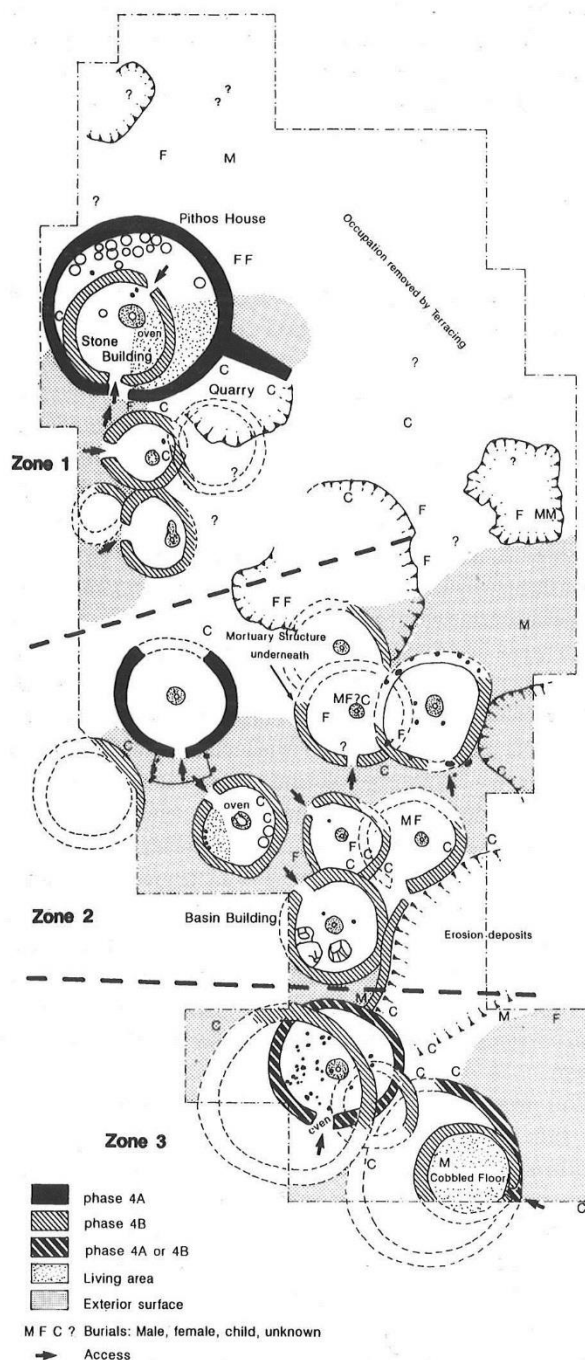 ?
?
?
F M
?
Pithos House
F F
Occupation removed by Terracing
C
oven
Stone
Building
?
C
Quarry
C
F C
C
Zone 1
C
?
?
C
?
F MM
F
?
F
F F
M
C
Mortuary Structure
underneath
MF?C
F
F
?
C
C
oven
C
C
MF
F
C
C
C
F
C
C
Zone 2
Basin Building
Erosion deposits
M
C
M
F
C
C
C
C
oven
Zone 3
C
M
Cobbled Floor
C
phase 4A
phase 4B
phase 4A or 4B
Living area
Exterior surface
M F C ? Burials: Male, female, child, unknown
Access